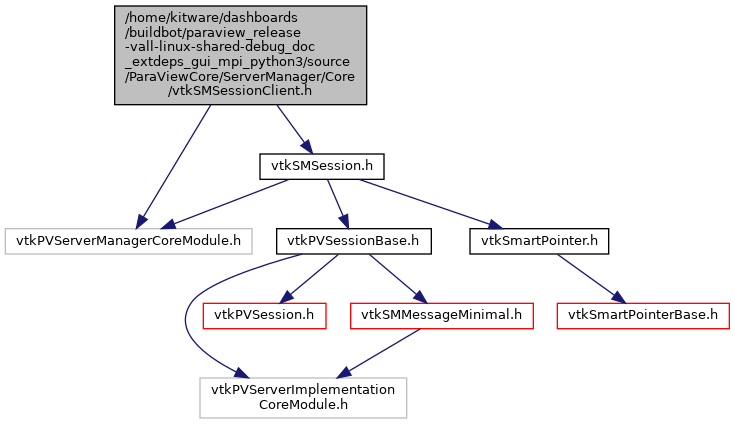 /home/kitware/dashboards
/buildbot/paraview_release
-vall-linux-shared-debug_doc
_extdeps_gui_mpi_python3/source
/ParaViewCore/ServerManager/Core
/vtkSMSessionClient.h
vtkSMSession.h
vtkPVServerManagerCoreModule.h
vtkPVSessionBase.h
vtkSmartPointer.h
vtkPVSession.h
vtkSMMessageMinimal.h
vtkSmartPointerBase.h
vtkPVServerImplementation
CoreModule.h